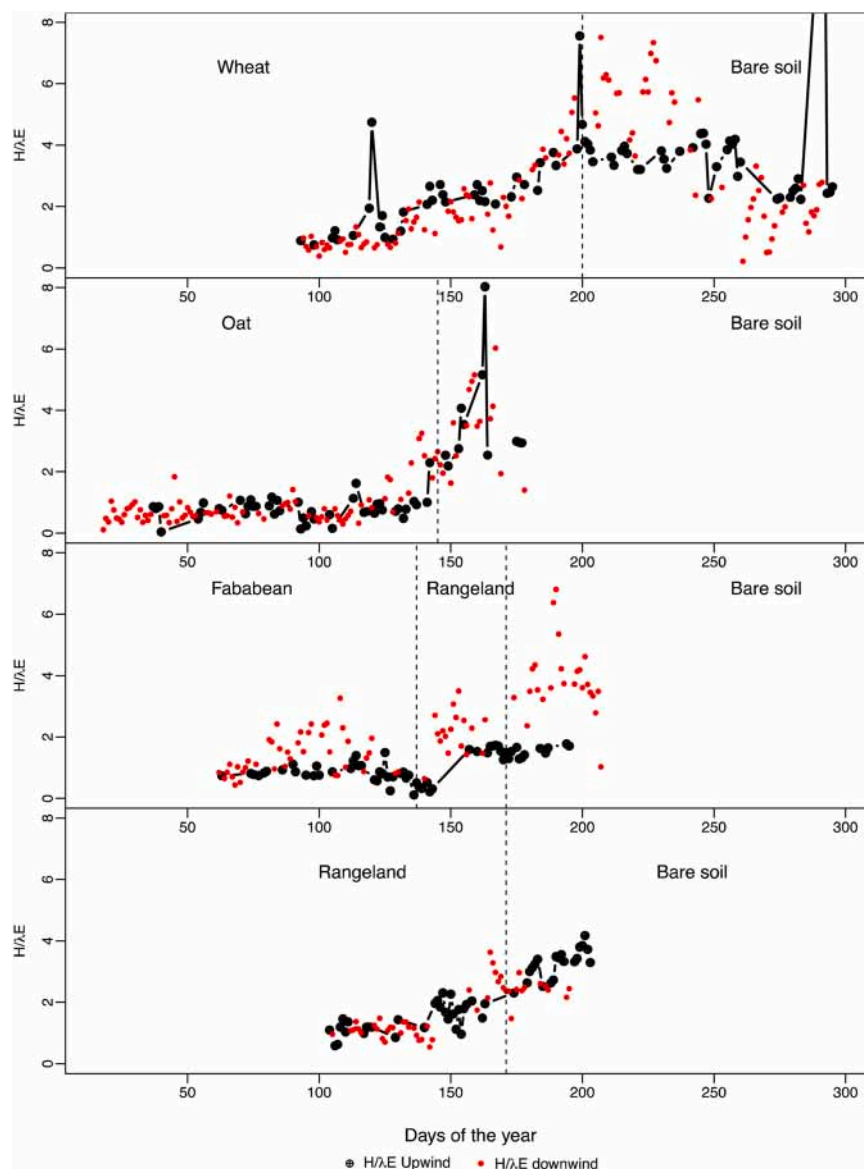 8
6
4
2
0
H/λE
Wheat
Bare soil
50
100
150
200
250
300
8
6
4
2
0
H/λE
Oat
Bare soil
50
100
150
200
250
300
8
6
4
2
0
H/λE
Fababean
Rangeland
Bare soil
50
100
150
200
250
300
8
6
4
2
0
H/λE
Rangeland
Bare soil
50
100
150
200
250
300
Days of the year
H/λE Upwind
H/λE downwind